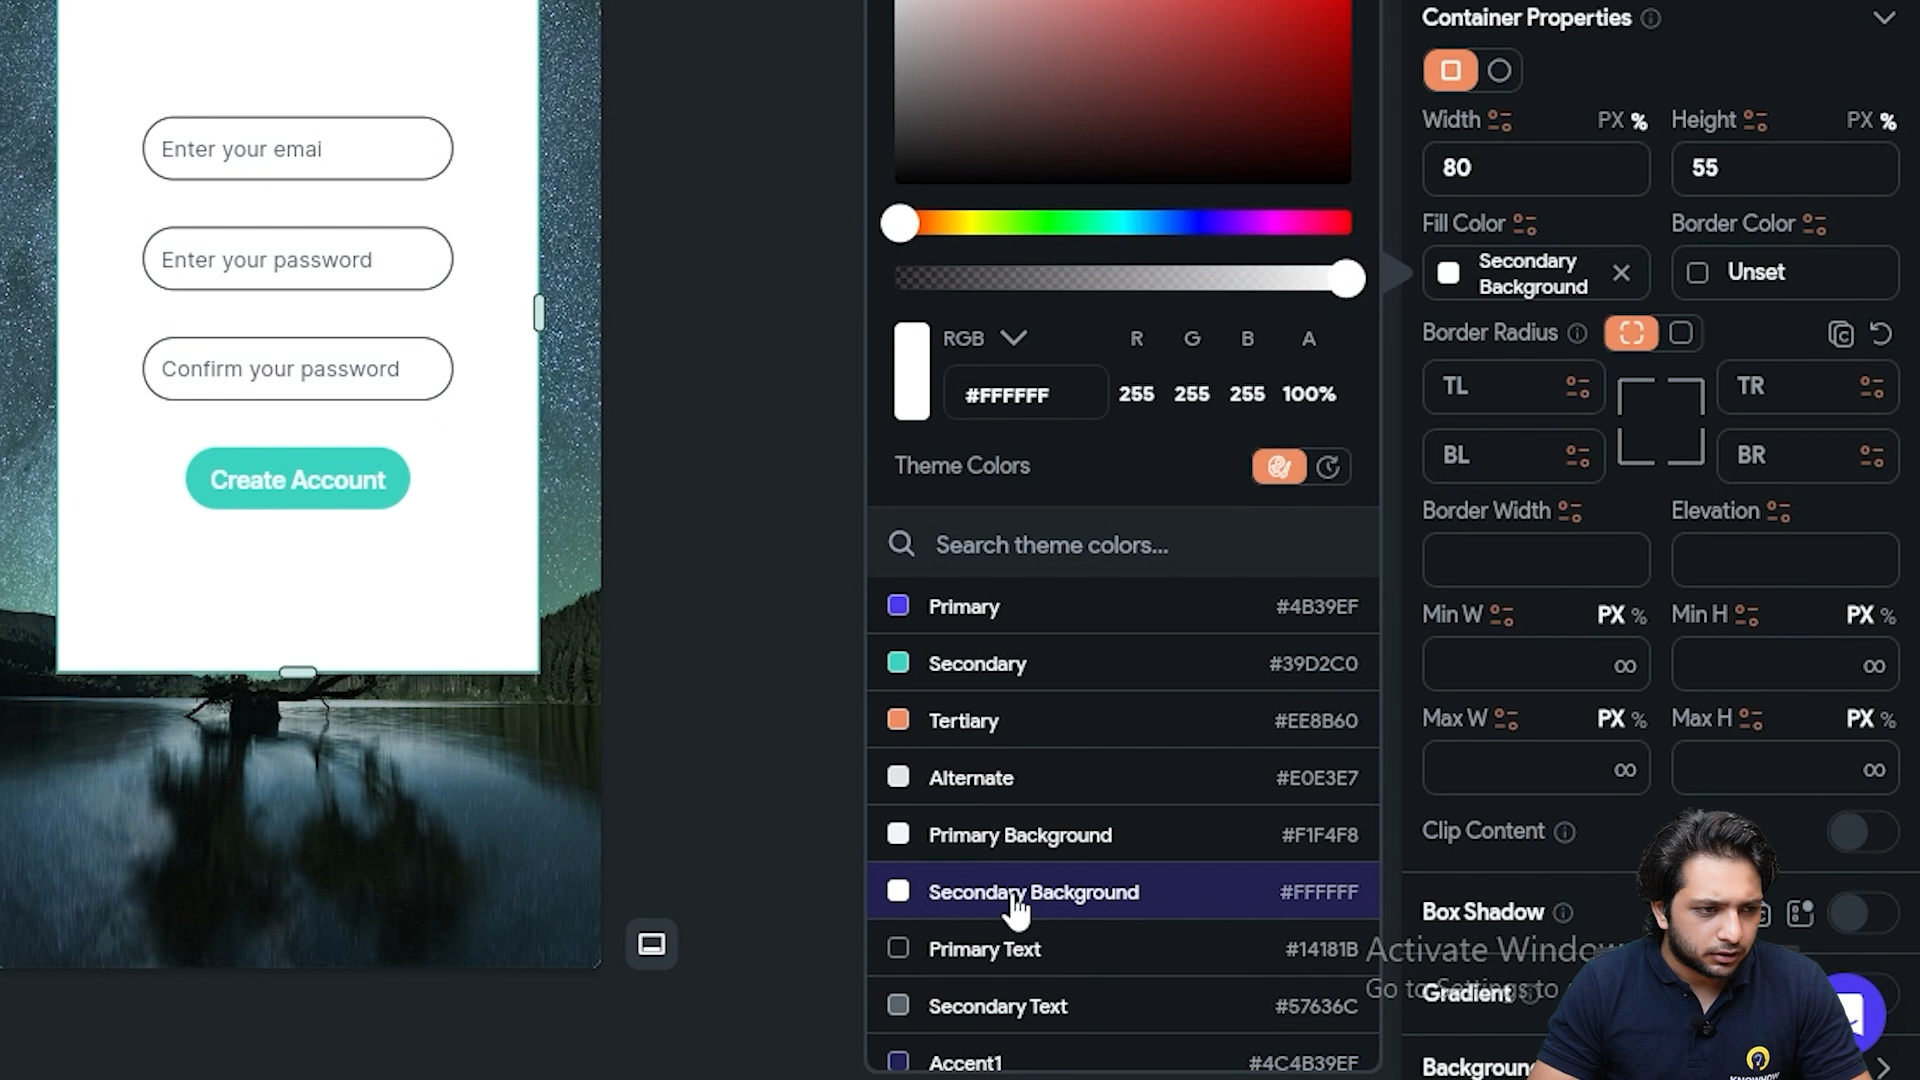 Enter your emai
Enter your password
Confirm your password
Create Account
RGB
R G B A
#FFFFFF
255 255 255 100%
Theme Colors
Search theme colors...
Primary #4B39EF
Secondary #39D2C0
Tertiary #EE8B60
Alternate #E0E3E7
Primary Background #F1F4F8
Secondary Background #FFFFFF
Primary Text #14181B
Secondary Text #57636C
Accent1 #4C4B39EF
Container Properties
Width PX % Height PX %
80 55
Fill Color Border Color
Secondary
Background
Unset
Border Radius
TL TR
BL BR
Border Width Elevation
Min W PX % Min H PX %
∞ ∞
Max W PX % Max H PX %
∞ ∞
Clip Content
Box Shadow
Activate Window
Go to Settings to
Gradient
Backgroun
KNOWHOW